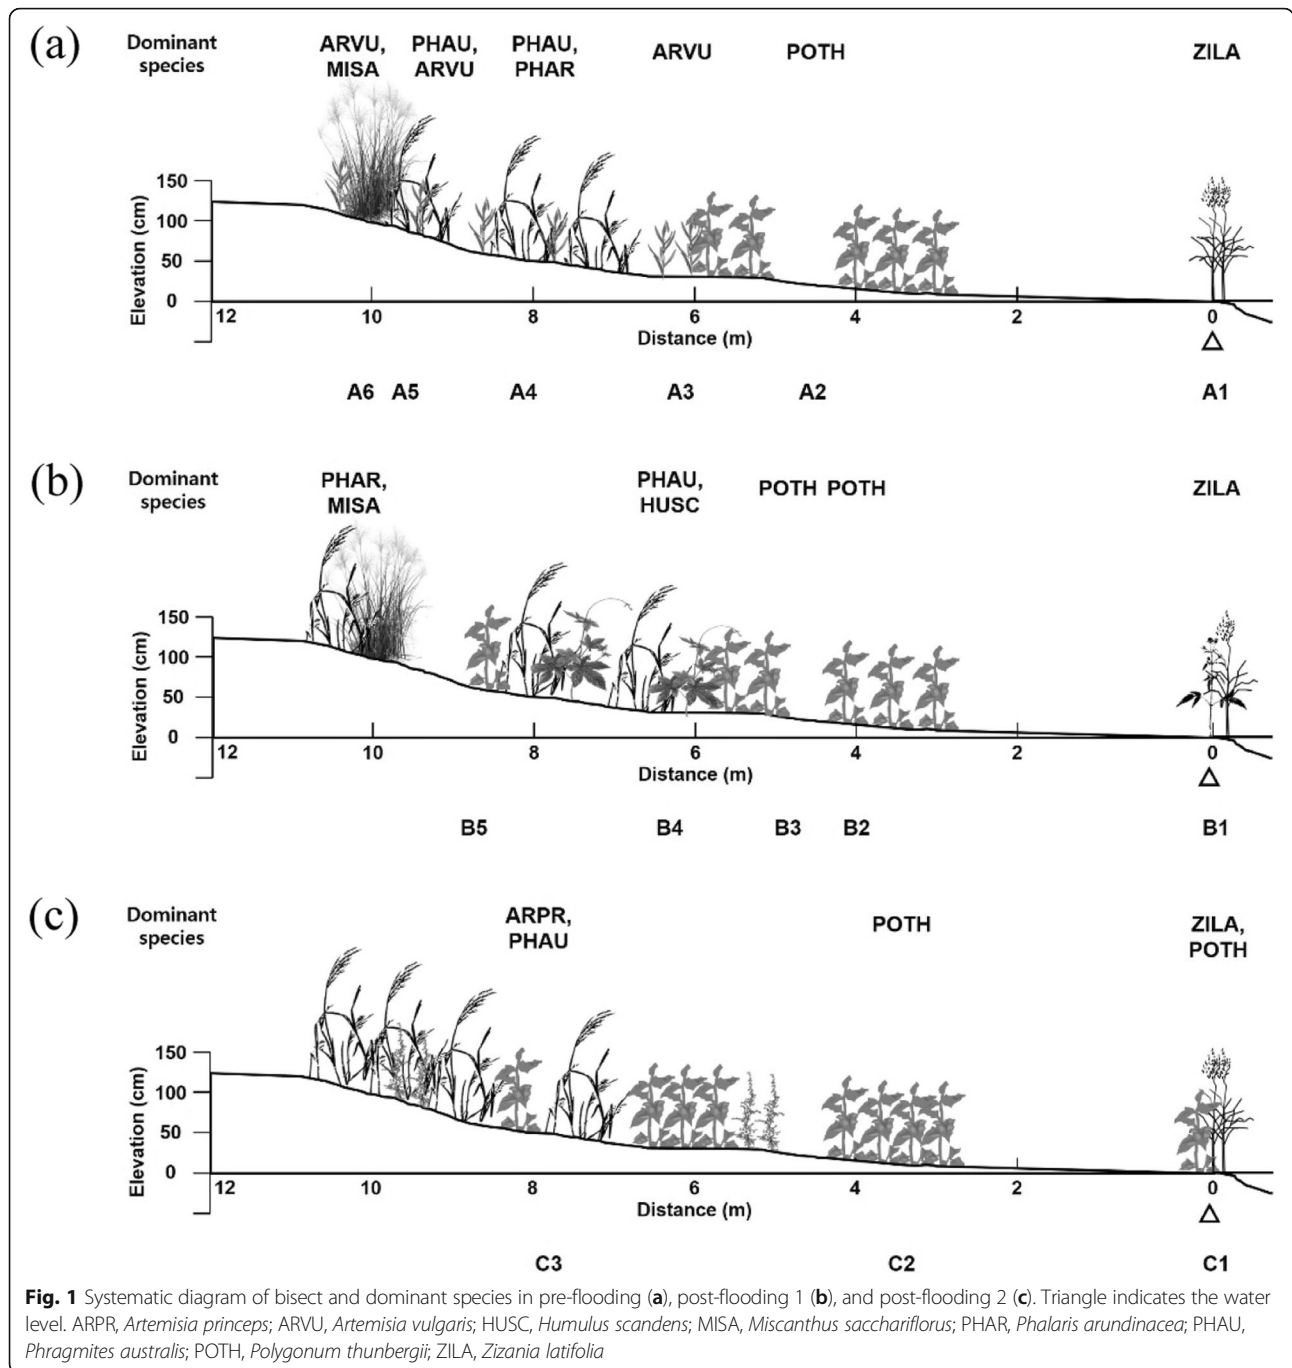 (a)
Dominant
species
ARVU,
MISA
PHAU,
ARVU
PHAU,
PHAR
ARVU
POTH
ZILA
Elevation (cm)
150
100
50
0
12
10
8
6
4
2
0
Distance (m)
A6
A5
A4
A3
A2
A1
(b)
Dominant
species
PHAR,
MISA
PHAU,
HUSC
POTH
POTH
ZILA
Elevation (cm)
150
100
50
0
12
10
8
6
4
2
0
Distance (m)
B5
B4
B3
B2
B1
(c)
Dominant
species
ARPR,
PHAU
POTH
ZILA,
POTH
Elevation (cm)
150
100
50
0
12
10
8
6
4
2
0
Distance (m)
C3
C2
C1
Fig. 1 Systematic diagram of bisect and dominant species in pre-flooding (a), post-flooding 1 (b), and post-flooding 2 (c). Triangle indicates the water
level. ARPR, Artemisia princeps; ARVU, Artemisia vulgaris; HUSC, Humulus scandens; MISA, Miscanthus sacchariflorus; PHAR, Phalaris arundinacea; PHAU,
Phragmites australis; POTH, Polygonum thunbergii; ZILA, Zizania latifolia